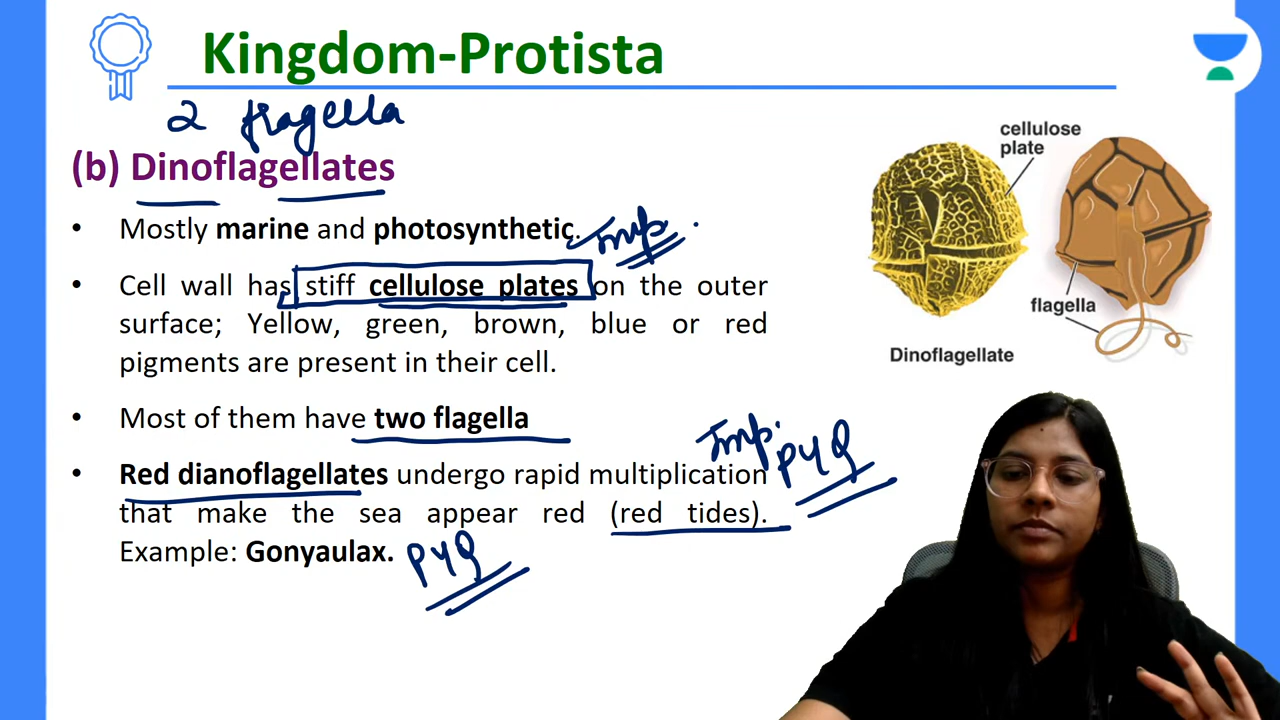 Kingdom-Protista
2 flagella
(b) Dinoflagellates
• Mostly marine and photosynthetic. Imp.
• Cell wall has stiff cellulose plates on the outer
surface; Yellow, green, brown, blue or red
pigments are present in their cell.
• Most of them have two flagella
• Red dianoflagellates undergo rapid multiplication Imp. PYQ
that make the sea appear red (red tides).
Example: Gonyaulax. PYQ
cellulose
plate
flagella
Dinoflagellate